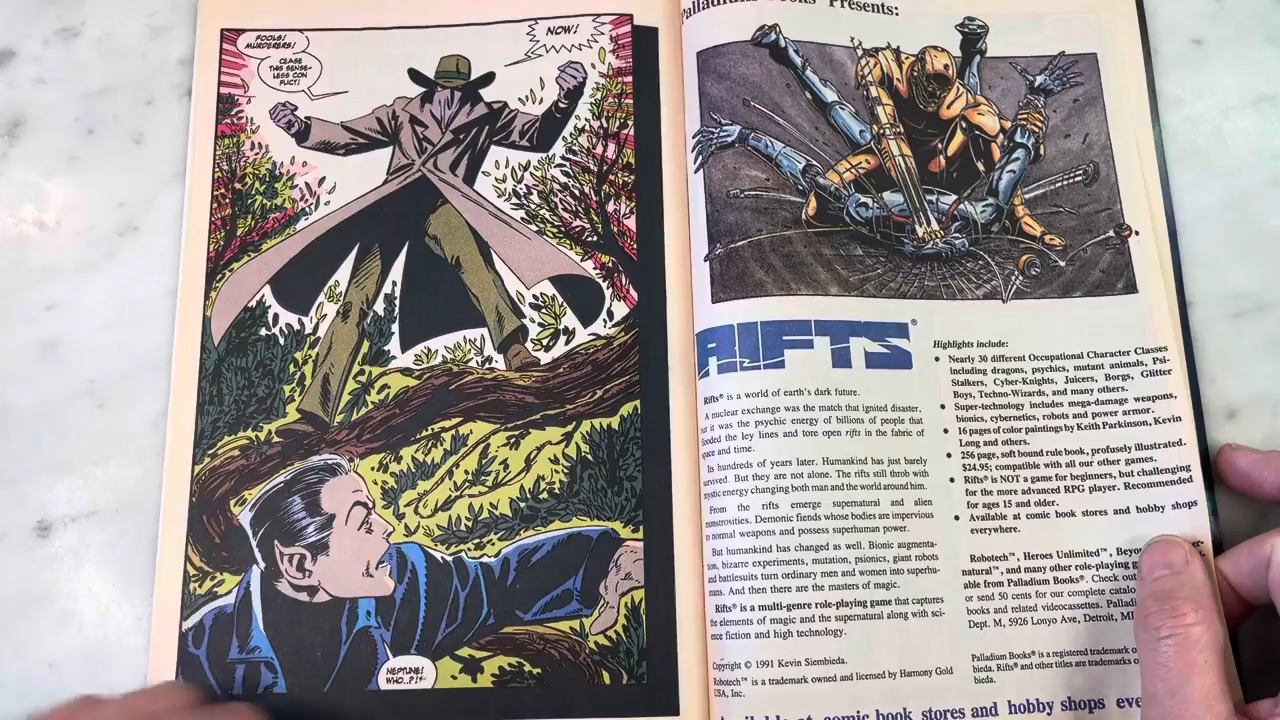 FOOLS!
MURDERERS!
CEASE
THIS SENSE-
LESS CON
FLICT!
NOW!
NEPTUNE!
WHO..?!
Palladium Books Presents:
RIFTS®
Rifts® is a world of earth's dark future.
A nuclear exchange was the match that ignited disaster,
but it was the psychic energy of billions of people that
flooded the ley lines and tore open rifts in the fabric of
space and time.
Its hundreds of years later. Humankind has just barely
survived. But they are not alone. The rifts still throb with
mystic energy changing both man and the world around him.
From the rifts emerge supernatural and alien
monstrosities. Demonic fiends whose bodies are impervious
to normal weapons and possess superhuman power.
But humankind has changed as well. Bionic augmenta-
tion, bizarre experiments, mutation, psionics, giant robots
and battlesuits turn ordinary men and women into superhu-
mans. And then there are the masters of magic.
Rifts® is a multi-genre role-playing game that captures
the elements of magic and the supernatural along with sci-
ence fiction and high technology.
Copyright © 1991 Kevin Siembieda.
Robotech™ is a trademark owned and licensed by Harmony Gold
USA, Inc.
Highlights include:
• Nearly 30 different Occupational Character Classes
including dragons, psychics, mutant animals, Psi-
Stalkers, Cyber-Knights, Juicers, Borgs, Glitter
Boys, Techno-Wizards, and many others.
• Super-technology includes mega-damage weapons,
bionics, cybernetics, robots and power armor.
• 16 pages of color paintings by Keith Parkinson, Kevin
Long and others.
• 256 page, soft bound rule book, profusely illustrated.
$24.95; compatible with all our other games.
• Rifts® is NOT a game for beginners, but challenging
for the more advanced RPG player. Recommended
for ages 15 and older.
• Available at comic book stores and hobby shops
everywhere.
Robotech™, Heroes Unlimited™, Beyo er-
natural™, and many other role-playing g
able from Palladium Books®. Check out
or send 50 cents for our complete catalo
books and related videocassettes. Palladi
Dept. M, 5926 Lonyo Ave, Detroit, MI
Palladium Books® is a registered trademark o
bieda. Rifts® and other titles are trademarks o
bieda.
Available at comic book stores and hobby shops eve